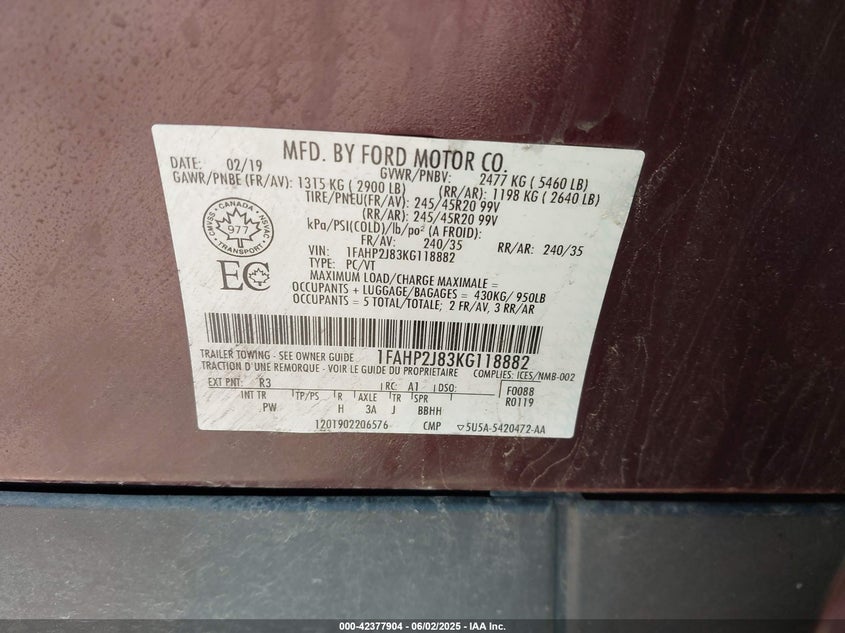 MFD. BY FORD MOTOR CO.
DATE: 02/19 GVWR/PNBV: 2477 KG ( 5460 LB)
GAWR/PNBE (FR/AV): 1315 KG ( 2900 LB) (RR/AR): 1198 KG ( 2640 LB)
TIRE/PNEU(FR/AV): 245/45R20 99V
(RR/AR): 245/45R20 99V
kPa/PSI(COLD)/lb/po² (A FROID):
FR/AV: 240/35 RR/AR: 240/35
VIN: 1FAHP2J83KG118882
TYPE: PC/VT
CANADA
CMVSS NSVAC
977
TRANSPORT
EC
MAXIMUM LOAD/CHARGE MAXIMALE =
OCCUPANTS + LUGGAGE/BAGAGES = 430KG/ 950LB
OCCUPANTS = 5 TOTAL/TOTALE; 2 FR/AV, 3 RR/AR
TRAILER TOWING - SEE OWNER GUIDE 1FAHP2J83KG118882
TRACTION D'UNE REMORQUE - VOIR LE GUIDE DU PROPRIETAIRE COMPLIES: ICES/NMB-002
EXT PNT: R3 RC: A1 DSO: F0088
INT TR TP/PS R AXLE TR SPR R0119
PW H 3A J BBHH
1201902206576 CMP ▽5U5A-5420472-AA
000-42377904 - 06/02/2025 - IAA Inc.